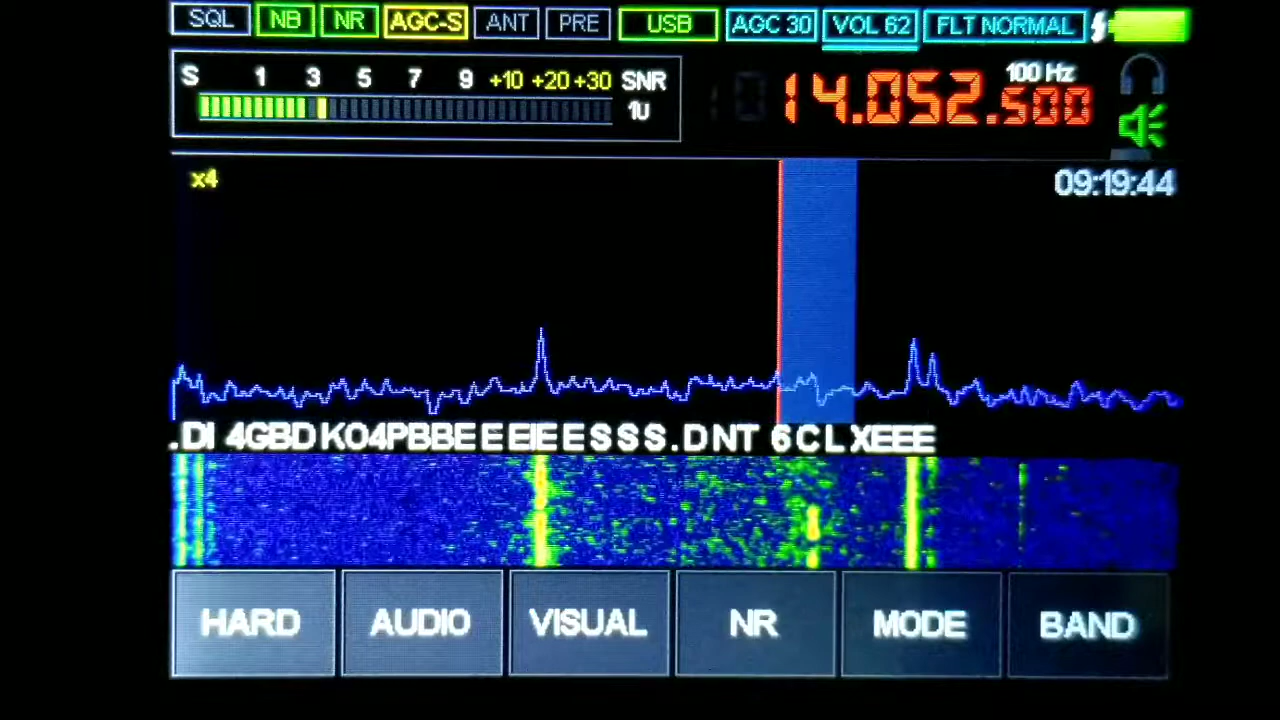 SQL NB NR AGC-S ANT PRE USB AGC 30 VOL 62 FLT NORMAL
S 1 3 5 7 9 +10 +20 +30 SNR
1U
100 Hz
14.052.500
x4
09:19:44
.DI 4GBD KO4PBBE E EIE E S S S . D NT 6 C L XEEE
HARD AUDIO VISUAL NR MODE BAND